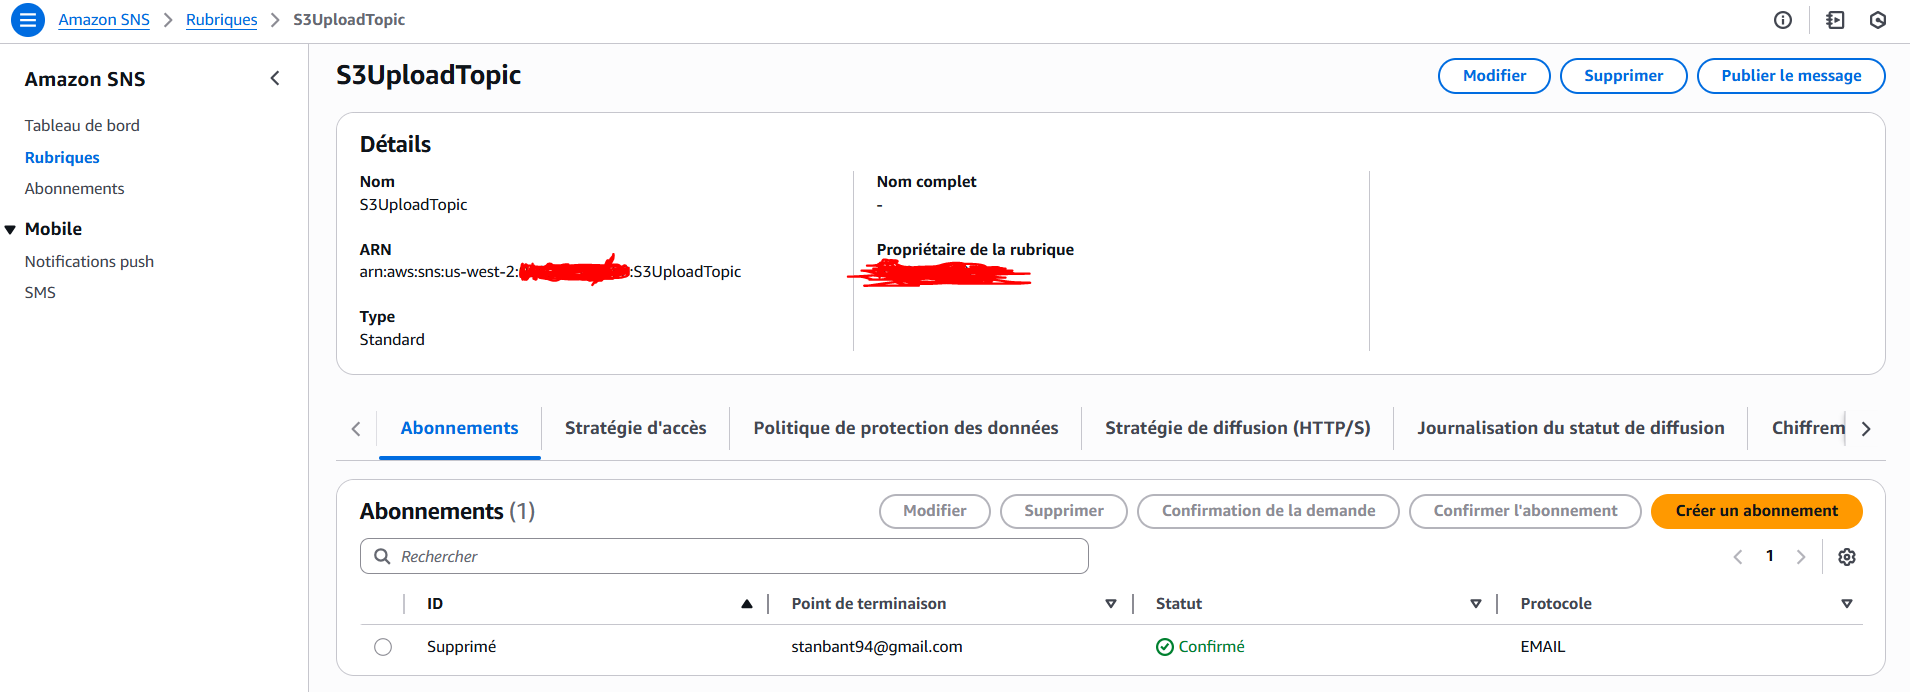 Amazon SNS > Rubriques > S3UploadTopic
Amazon SNS
Tableau de bord
Rubriques
Abonnements
Mobile
Notifications push
SMS
S3UploadTopic
Modifier
Supprimer
Publier le message
Détails
Nom
S3UploadTopic
ARN
arn:aws:sns:us-west-2: :S3UploadTopic
Type
Standard
Nom complet
-
Propriétaire de la rubrique
Abonnements
Stratégie d'accès
Politique de protection des données
Stratégie de diffusion (HTTP/S)
Journalisation du statut de diffusion
Chiffrem
Abonnements (1)
Modifier
Supprimer
Confirmation de la demande
Confirmer l'abonnement
Créer un abonnement
Rechercher
1
ID
Point de terminaison
Statut
Protocole
Supprimé
stanbant94@gmail.com
Confirmé
EMAIL